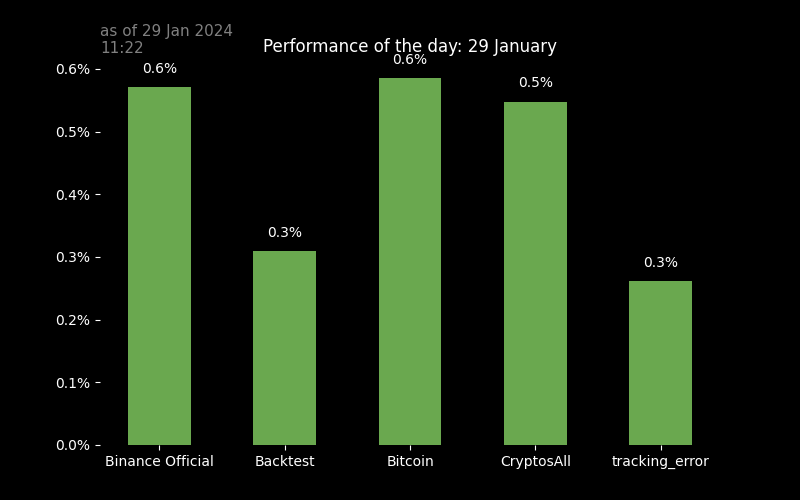 as of 29 Jan 2024
11:22
Performance of the day: 29 January
0.6%
0.5%
0.4%
0.3%
0.2%
0.1%
0.0%
0.6%
0.3%
0.6%
0.5%
0.3%
Binance Official
Backtest
Bitcoin
CryptosAll
tracking_error